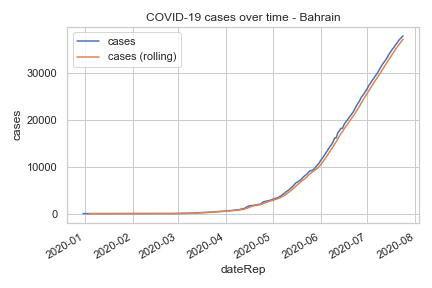 COVID-19 cases over time - Bahrain
cases
cases (rolling)
cases
30000
20000
10000
0
2020-01
2020-02
2020-03
2020-04
2020-05
2020-06
2020-07
2020-08
dateRep